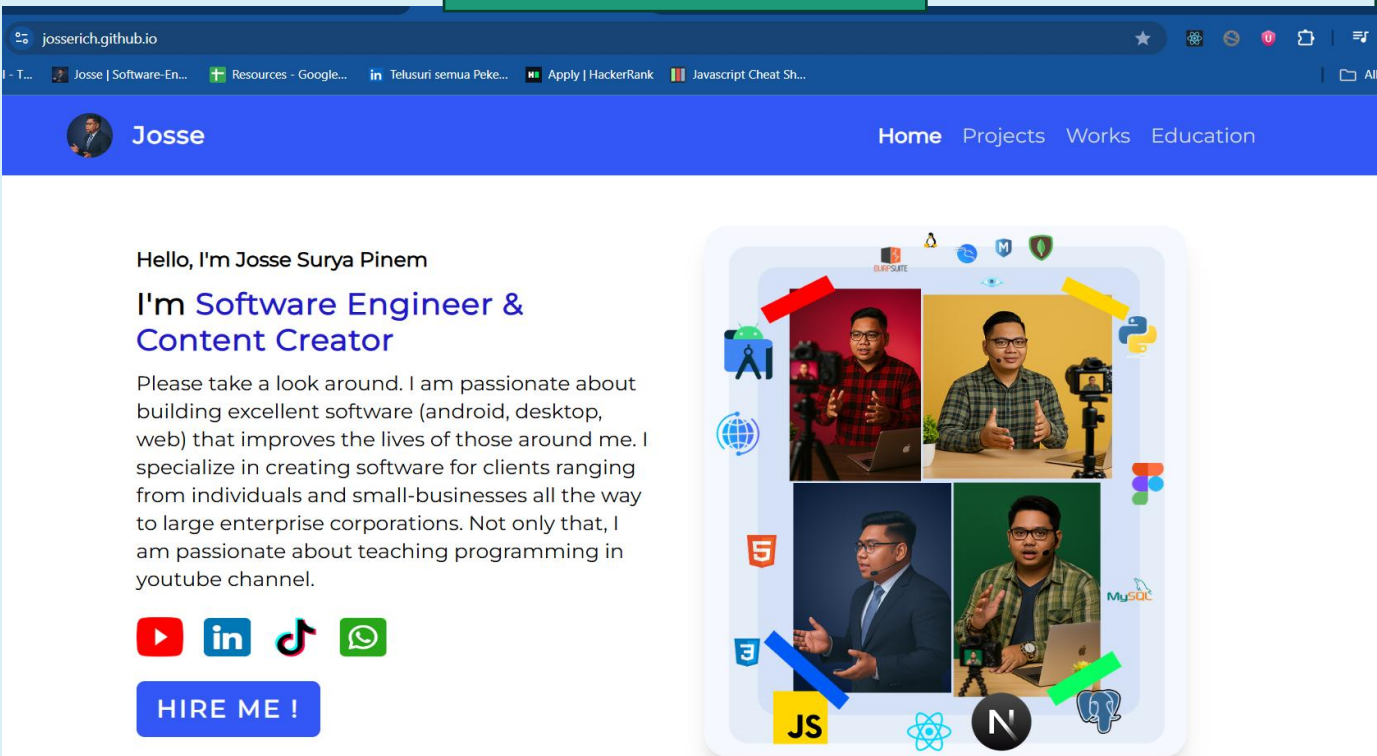 josserich.github.io
I - T...
Josse | Software-En...
Resources - Google...
Telusuri semua Peke...
Apply | HackerRank
Javascript Cheat Sh...
Josse
Home Projects Works Education
Hello, I'm Josse Surya Pinem
I'm Software Engineer &
Content Creator
Please take a look around. I am passionate about
building excellent software (android, desktop,
web) that improves the lives of those around me. I
specialize in creating software for clients ranging
from individuals and small-businesses all the way
to large enterprise corporations. Not only that, I
am passionate about teaching programming in
youtube channel.
in
HIRE ME !
BURPSUITE
M
5
MySQL
3
JS
N